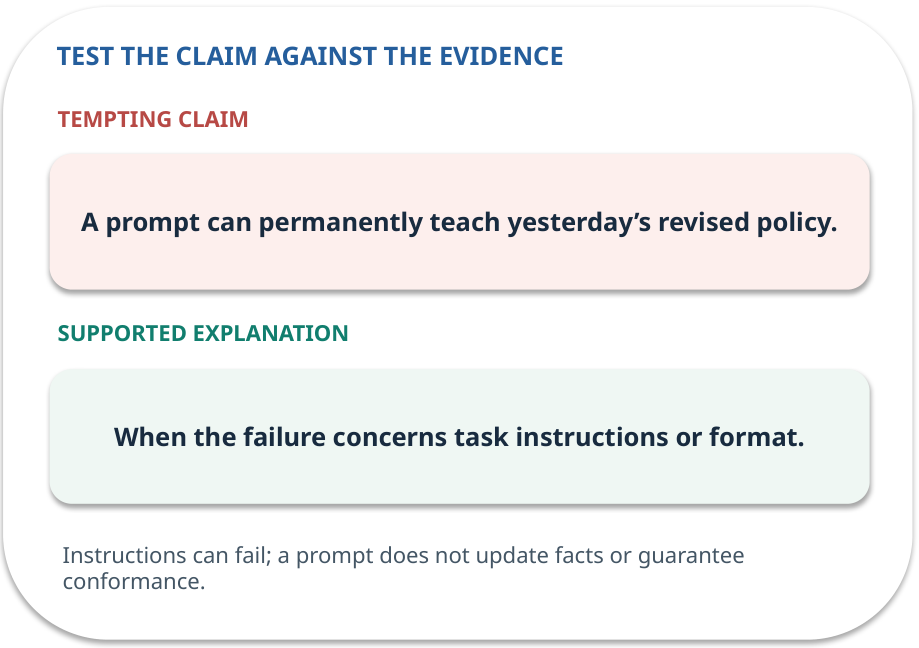 TEST THE CLAIM AGAINST THE EVIDENCE
TEMPTING CLAIM
A prompt can permanently teach yesterday’s revised policy.
SUPPORTED EXPLANATION
When the failure concerns task instructions or format.
Instructions can fail; a prompt does not update facts or guarantee
conformance.